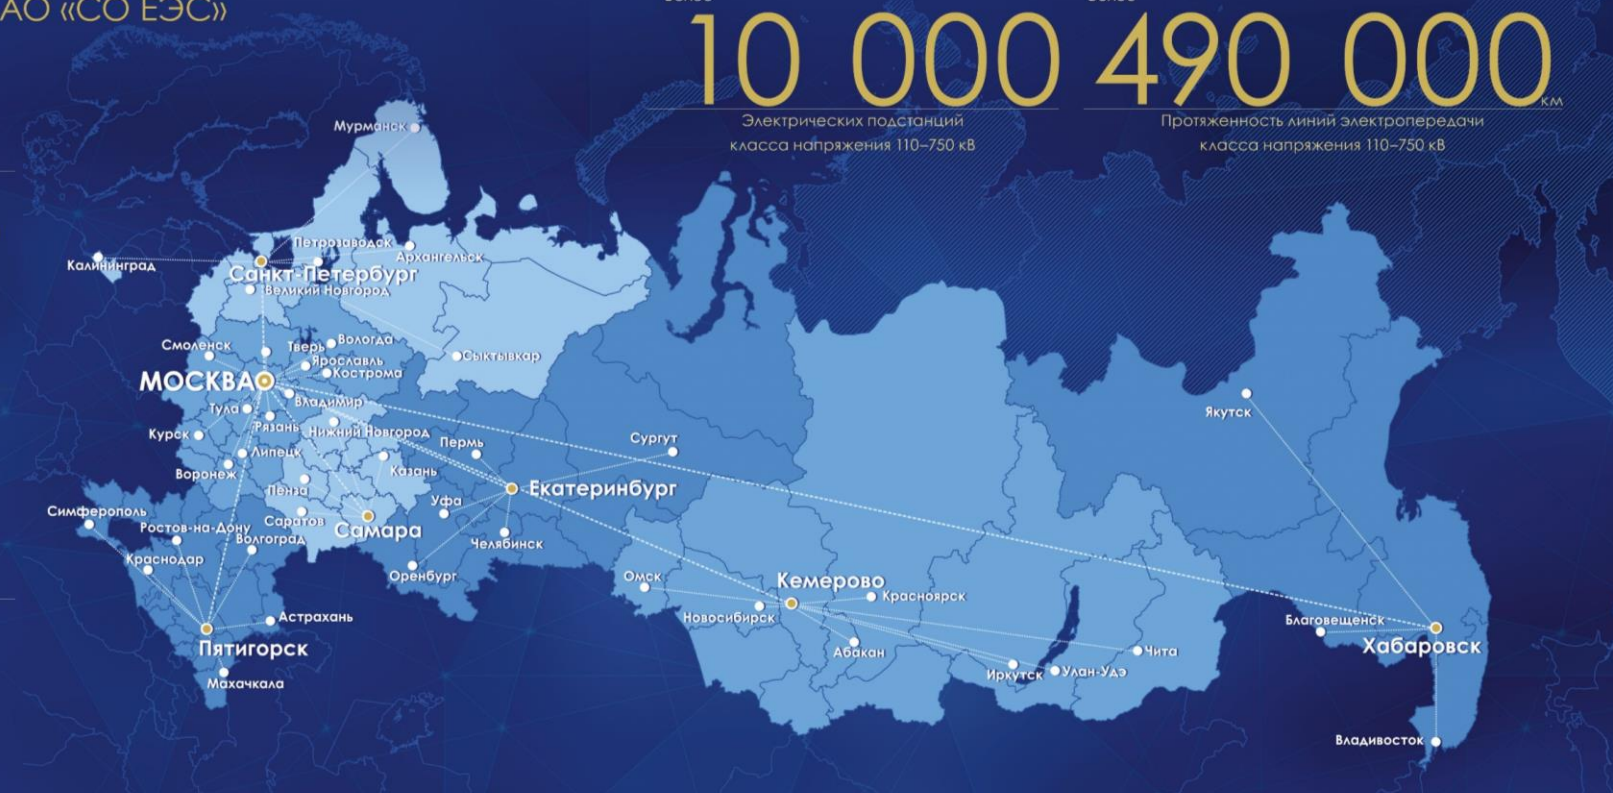 АО «СО ЕЭС»
10 000
Электрических подстанций
класса напряжения 110–750 кВ
490 000 км
Протяженность линий электропередачи
класса напряжения 110–750 кВ
Мурманск
Петрозаводск
Архангельск
Калининград
Санкт-Петербург
Великий Новгород
Смоленск
Тверь
Вологда
Ярославль
Сыктывкар
Кострома
МОСКВА
Владимир
Якутск
Тула
Рязань
Нижний Новгород
Курск
Пермь
Сургут
Липецк
Воронеж
Казань
Пенза
Екатеринбург
Уфа
Симферополь
Саратов
Самара
Ростов-на-Дону
Волгоград
Челябинск
Краснодар
Оренбург
Омск
Кемерово
Красноярск
Новосибирск
Астрахань
Благовещенск
Пятигорск
Абакан
Чита
Хабаровск
Иркутск
Улан-Удэ
Махачкала
Владивосток